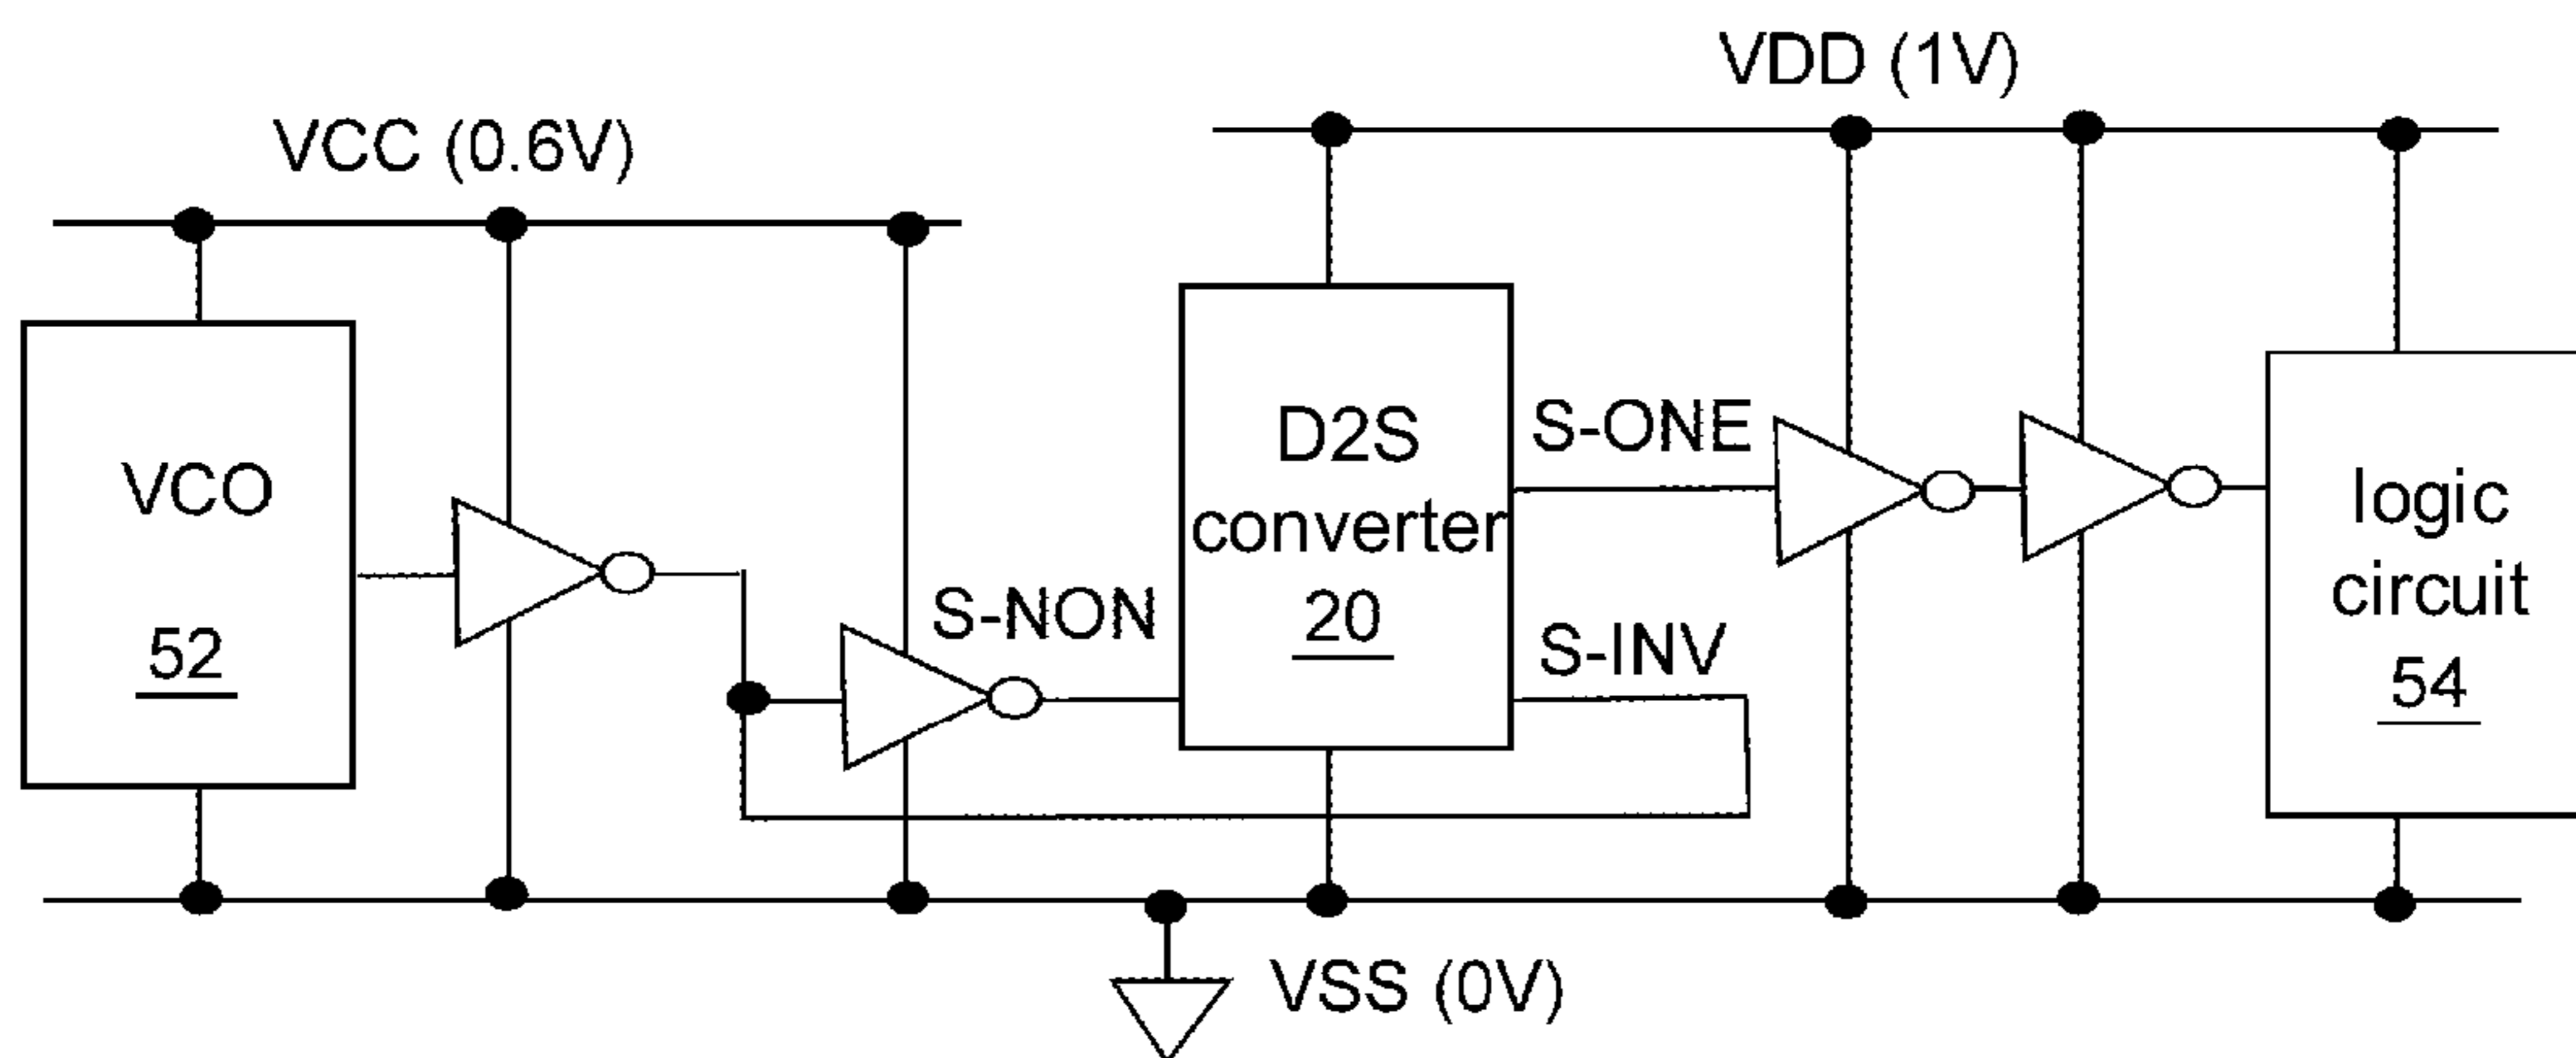 VDD (1V)
VCC (0.6V)
VCO
52
S-NON
D2S
converter
20
S-ONE
S-INV
logic
circuit
54
VSS (0V)